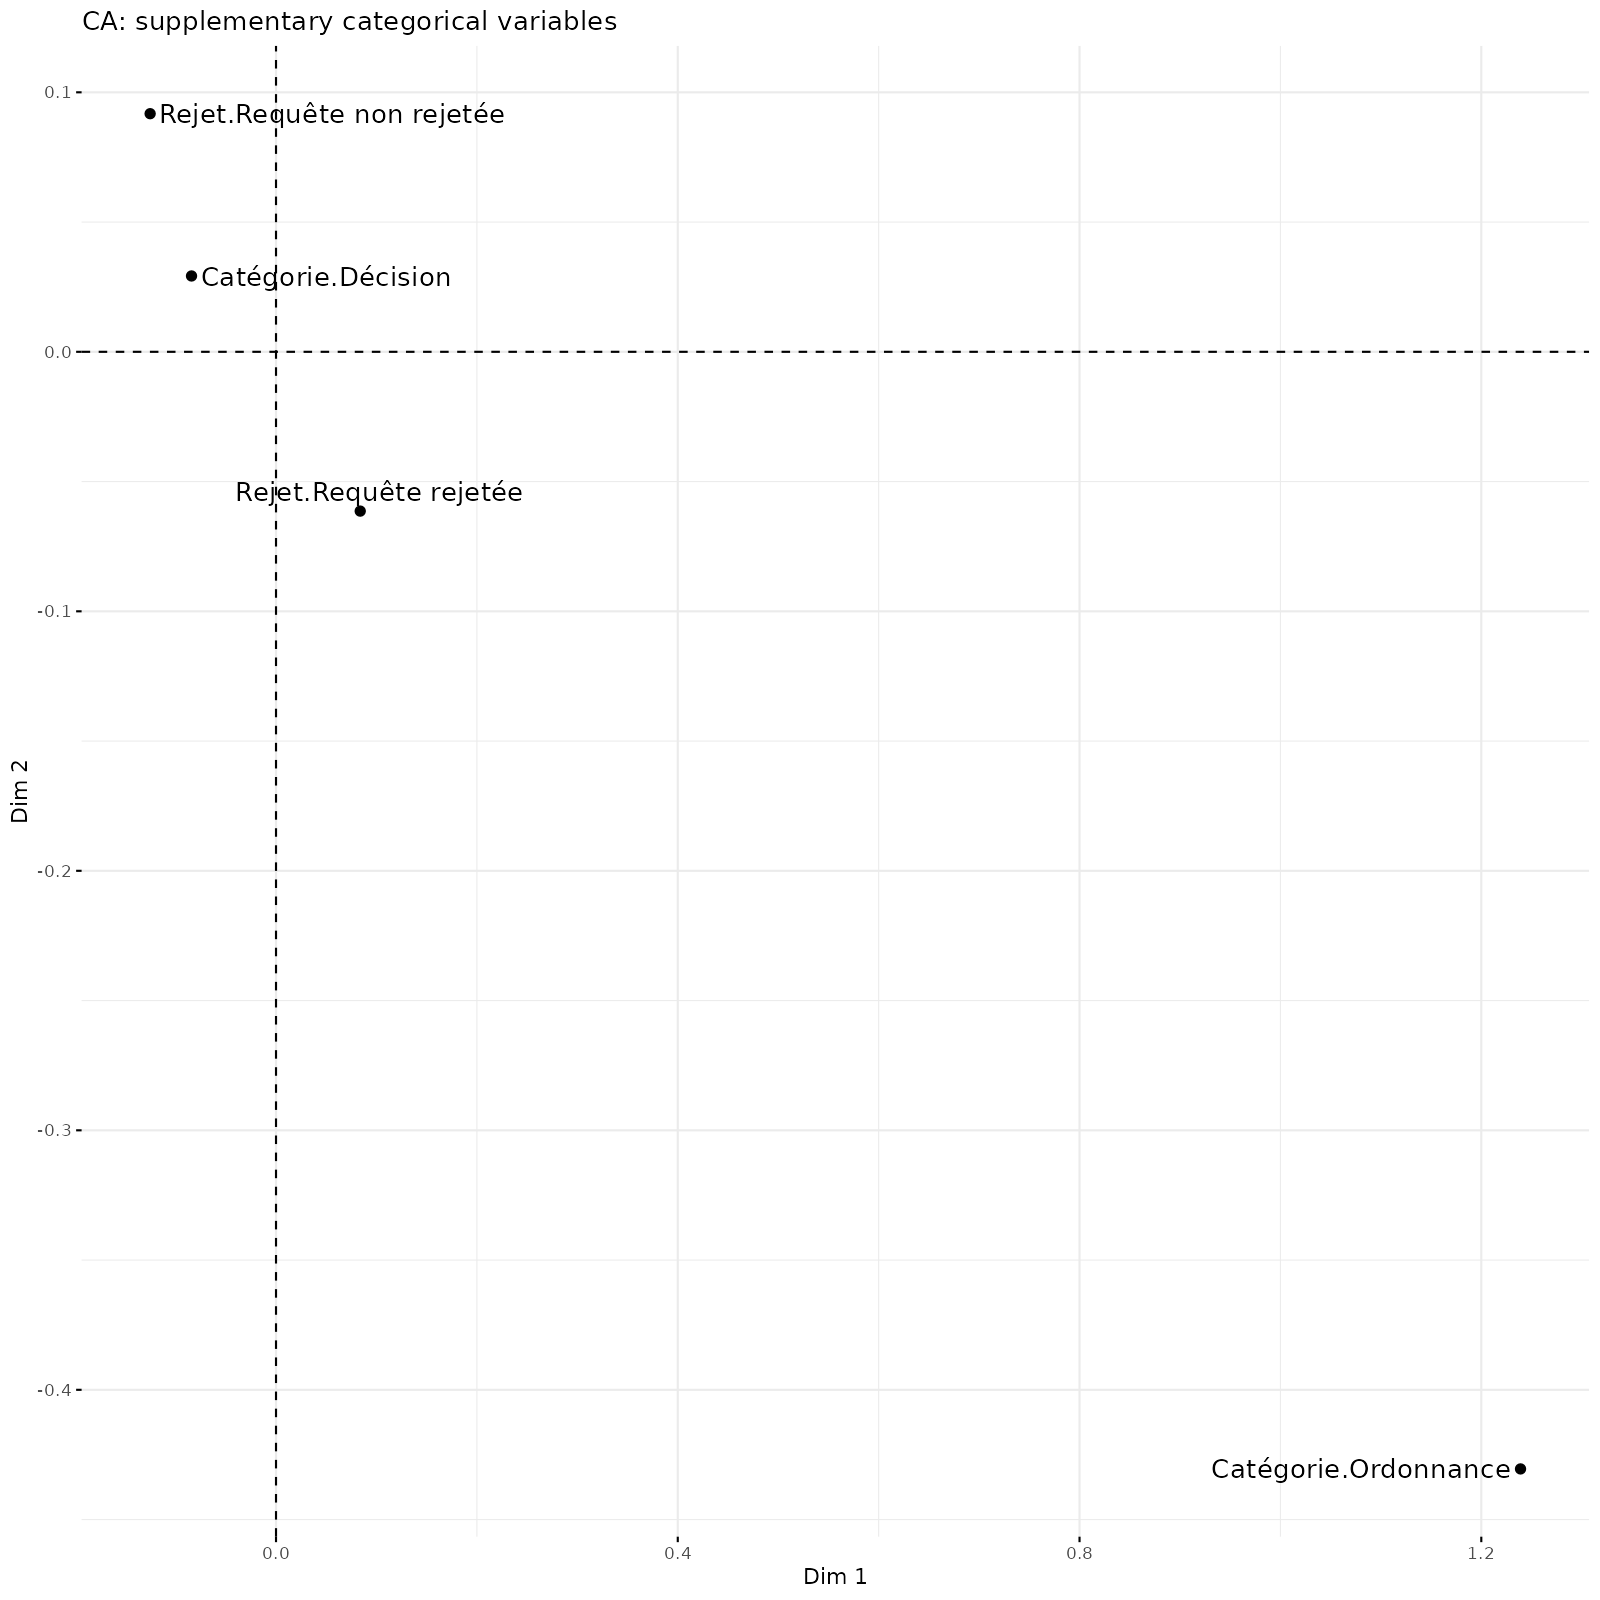 CA: supplementary categorical variables
0.1
Rejet.Requête non rejetée
Catégorie.Décision
0.0
Rejet.Requête rejetée
-0.1
Dim 2
-0.2
-0.3
-0.4
Catégorie.Ordonnance
0.0
0.4
0.8
1.2
Dim 1